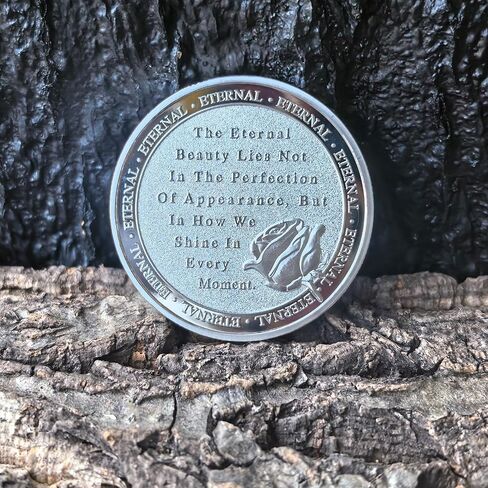 ETERNAL • ETERNAL • ETERNAL • ETERNAL • ETERNAL • ETERNAL • ETERNAL • ETERNAL • ETERNAL •
The Eternal
Beauty Lies Not
In The Perfection
Of Appearance, But
In How We
Shine In
Every
Moment.